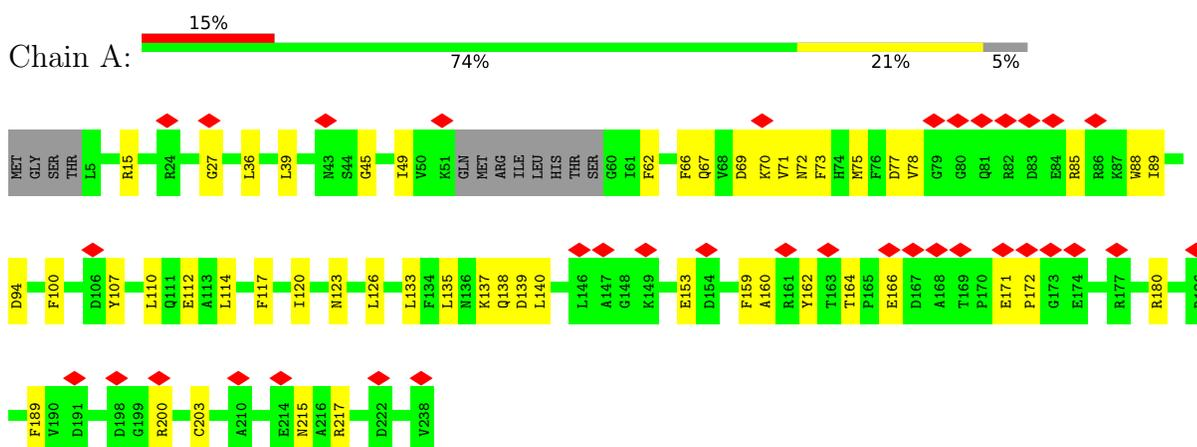 15%
Chain A:
74% 21% 5%
MET GLY SER THR L5 R15 R24 G27 L36 L39 N43 S44 G45 I49 V50 K51 GLN MET ARG ILE LEU HIS THR SER G60 I61 F62 F66 Q67 V68 D69 K70 V71 N72 F73 H74 M75 F76 D77 V78 G79 G80 Q81 R82 D83 E84 R85 R86 K87 W88 I89
D94 F100 D106 Y107 L110 Q111 E112 A113 L114 F117 I120 N123 L126 L133 F134 L135 N136 K137 Q138 D139 L140 L146 A147 G148 K149 E153 D154 F159 A160 R161 Y162 T163 T164 P165 E166 D167 A168 T169 P170 E171 P172 G173 E174 R177 R180
F189 V190 D191 D198 G199 R200 C203 A210 E214 N215 A216 R217 D222 V238